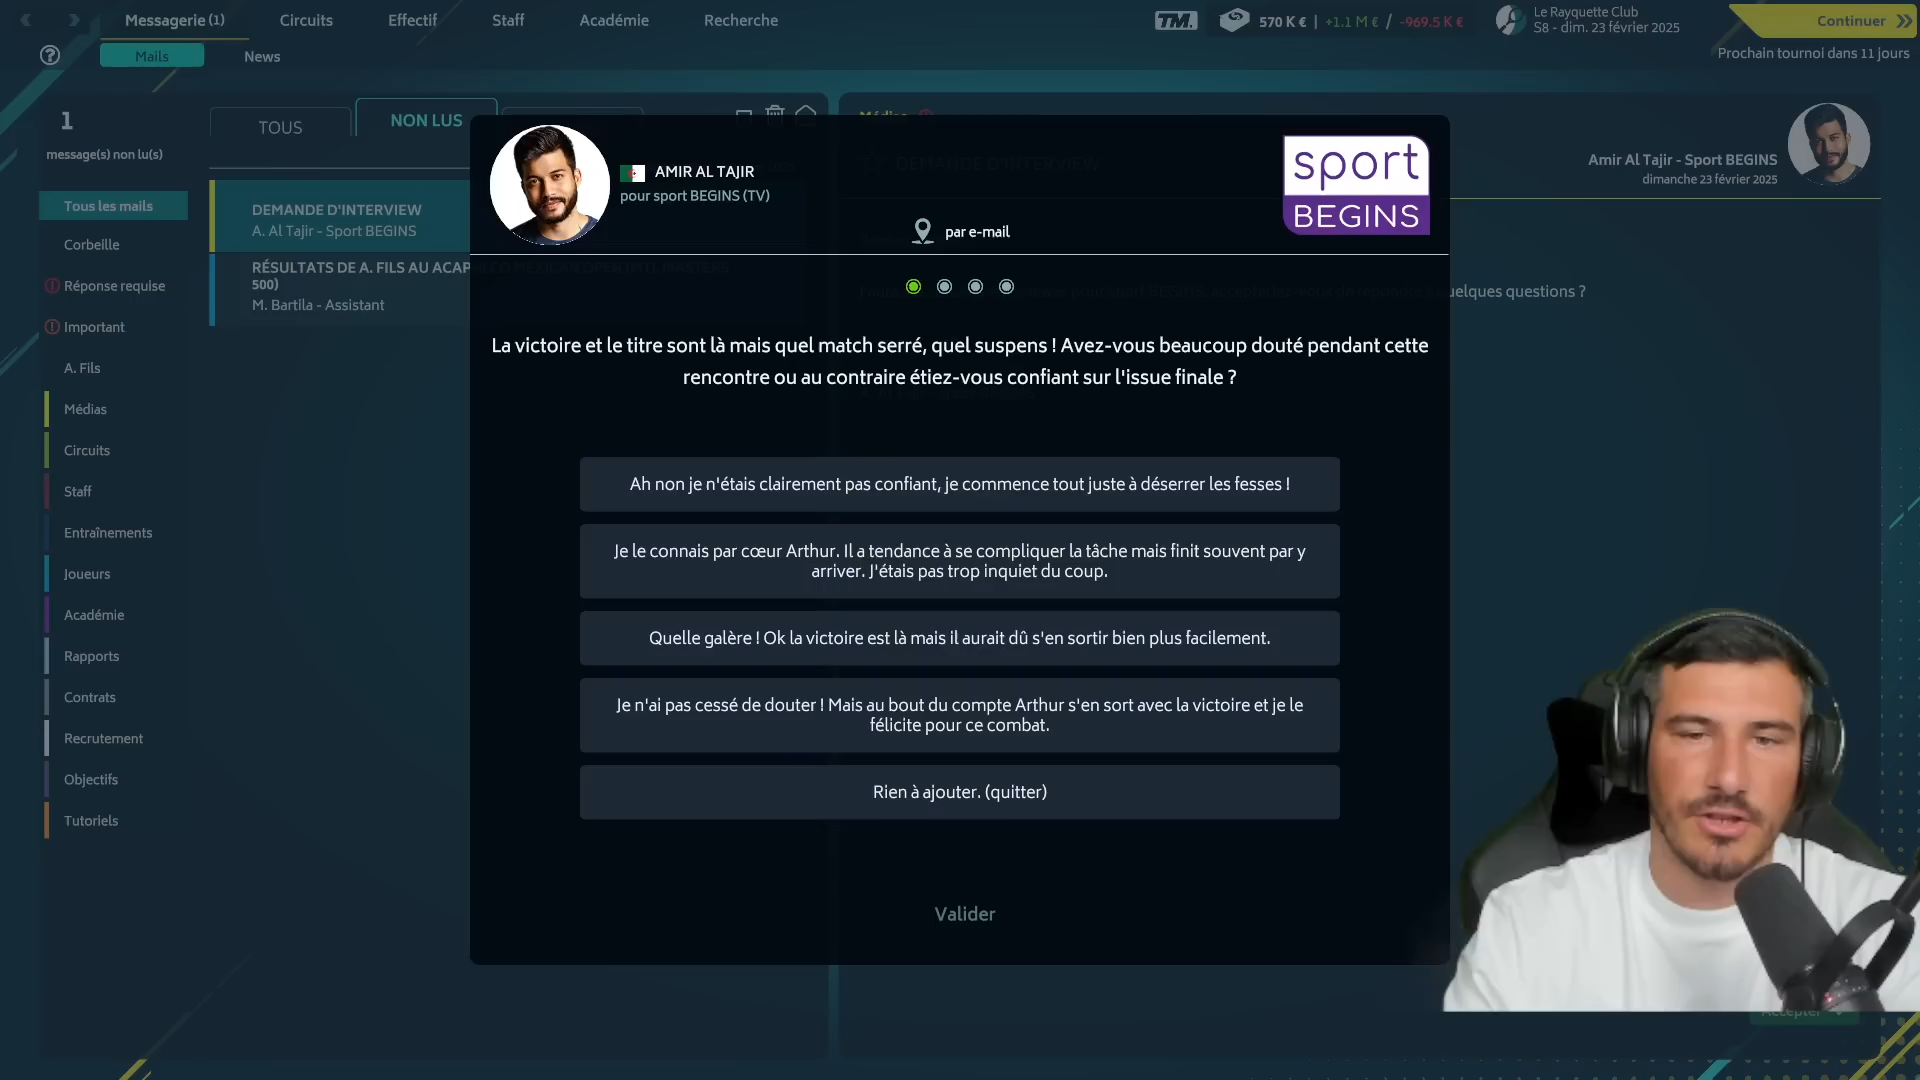 Messagerie (1)
Circuits
Effectif
Staff
Académie
Recherche
TM.
570 K € | +1.1 M € / -969.5 K €
Le Rayquette Club
S8 - dim. 23 février 2025
Continuer
Mails
News
Prochain tournoi dans 11 jours
1
message(s) non lu(s)
TOUS
NON LUS
Tous les mails
Corbeille
Réponse requise
Important
A. Fils
Médias
Circuits
Staff
Entraînements
Joueurs
Académie
Rapports
Contrats
Recrutement
Objectifs
Tutoriels
DEMANDE D'INTERVIEW
A. Al Tajir - Sport BEGINS
RÉSULTATS DE A. FILS AU ACAP
500)
M. Bartila - Assistant
Médias
DEMANDE D'INTERVIEW
Amir Al Tajir - Sport BEGINS
dimanche 23 février 2025
uelques questions ?
AMIR AL TAJIR
pour sport BEGINS (TV)
par e-mail
sport
BEGINS
La victoire et le titre sont là mais quel match serré, quel suspens ! Avez-vous beaucoup douté pendant cette
rencontre ou au contraire étiez-vous confiant sur l'issue finale ?
Ah non je n'étais clairement pas confiant, je commence tout juste à déserrer les fesses !
Je le connais par cœur Arthur. Il a tendance à se compliquer la tâche mais finit souvent par y
arriver. J'étais pas trop inquiet du coup.
Quelle galère ! Ok la victoire est là mais il aurait dû s'en sortir bien plus facilement.
Je n'ai pas cessé de douter ! Mais au bout du compte Arthur s'en sort avec la victoire et je le
félicite pour ce combat.
Rien à ajouter. (quitter)
Valider
Accepter